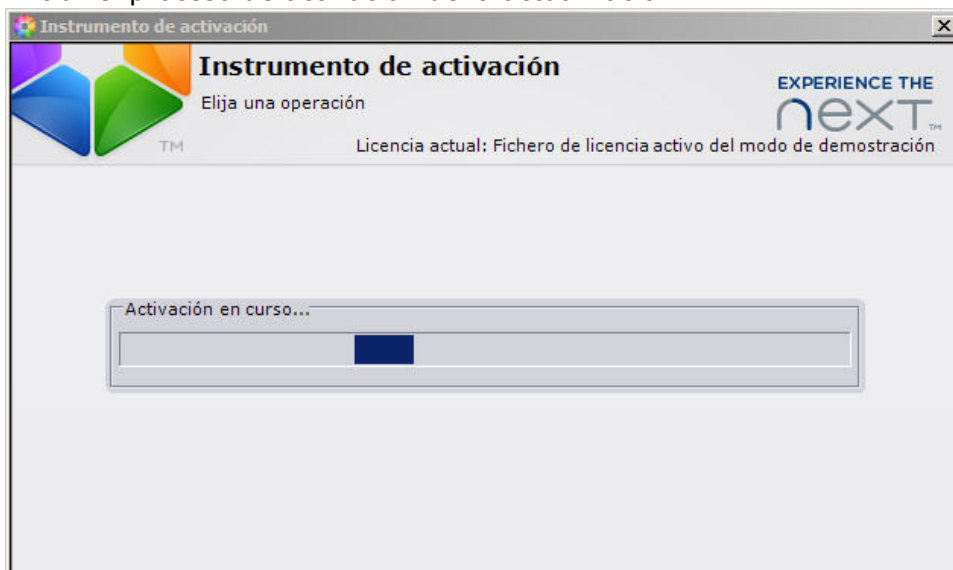 Instrumento de activación
Instrumento de activación
Elija una operación
EXPERIENCE THE
next™
TM
Licencia actual: Fichero de licencia activo del modo de demostración
Activación en curso...